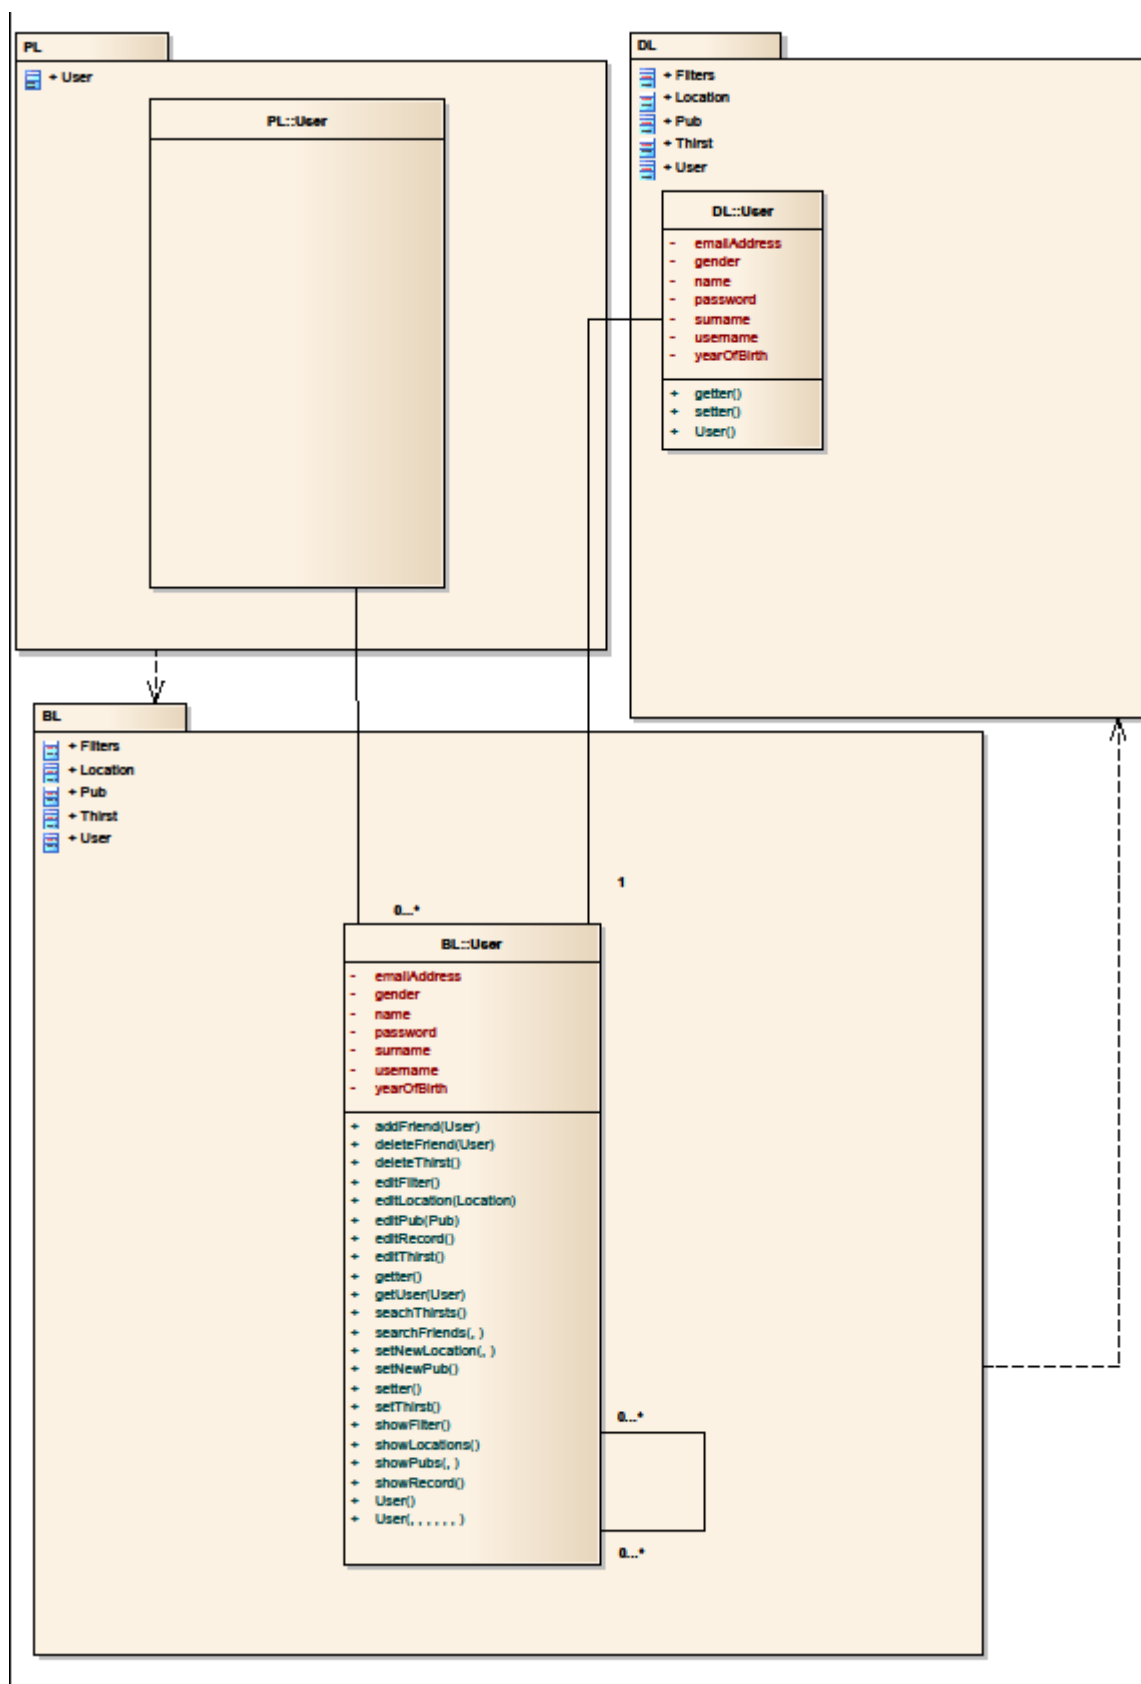 PL
+ User
PL::User
DL
+ Filters
+ Location
+ Pub
+ Thirst
+ User
DL::User
- emailAddress
- gender
- name
- password
- surname
- username
- yearOfBirth
+ getter()
+ setter()
+ User()
BL
+ Filters
+ Location
+ Pub
+ Thirst
+ User
1
0...*
BL::User
- emailAddress
- gender
- name
- password
- surname
- username
- yearOfBirth
+ addFriend(User)
+ deleteFriend(User)
+ deleteThirst()
+ editFilter()
+ editLocation(Location)
+ editPub(Pub)
+ editRecord()
+ editThirst()
+ getter()
+ getUser(User)
+ seachThirsts()
+ searchFriends(, )
+ setNewLocation(, )
+ setNewPub()
+ setter()
+ setThirst()
+ showFilter()
+ showLocations()
+ showPubs(, )
+ showRecord()
+ User()
+ User(, , , , , , )
0...*
0...*